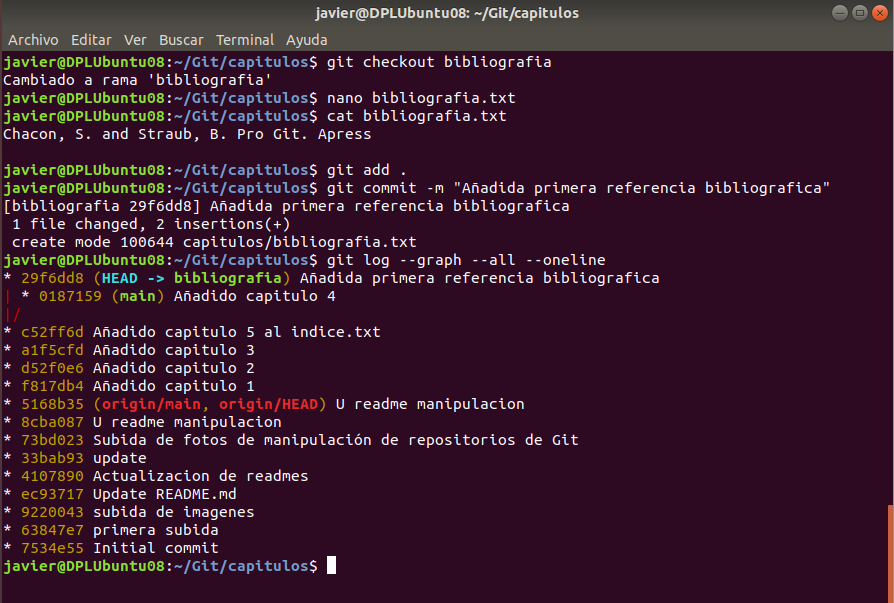 javier@DPLUbuntu08: ~/Git/capitulos
Archivo Editar Ver Buscar Terminal Ayuda
javier@DPLUbuntu08:~/Git/capitulos$ git checkout bibliografia
Cambiado a rama 'bibliografia'
javier@DPLUbuntu08:~/Git/capitulos$ nano bibliografia.txt
javier@DPLUbuntu08:~/Git/capitulos$ cat bibliografia.txt
Chacon, S. and Straub, B. Pro Git. Apress
javier@DPLUbuntu08:~/Git/capitulos$ git add .
javier@DPLUbuntu08:~/Git/capitulos$ git commit -m "Añadida primera referencia bibliografica"
[bibliografia 29f6dd8] Añadida primera referencia bibliografica
 1 file changed, 2 insertions(+)
 create mode 100644 capitulos/bibliografia.txt
javier@DPLUbuntu08:~/Git/capitulos$ git log --graph --all --oneline
* 29f6dd8 (HEAD -> bibliografia) Añadida primera referencia bibliografica
| * 0187159 (main) Añadido capitulo 4
|/
* c52ff6d Añadido capitulo 5 al indice.txt
* a1f5cfd Añadido capitulo 3
* d52f0e6 Añadido capitulo 2
* f817db4 Añadido capitulo 1
* 5168b35 (origin/main, origin/HEAD) U readme manipulacion
* 8cba087 U readme manipulacion
* 73bd023 Subida de fotos de manipulación de repositorios de Git
* 33bab93 update
* 4107890 Actualizacion de readmes
* ec93717 Update README.md
* 9220043 subida de imagenes
* 63847e7 primera subida
* 7534e55 Initial commit
javier@DPLUbuntu08:~/Git/capitulos$